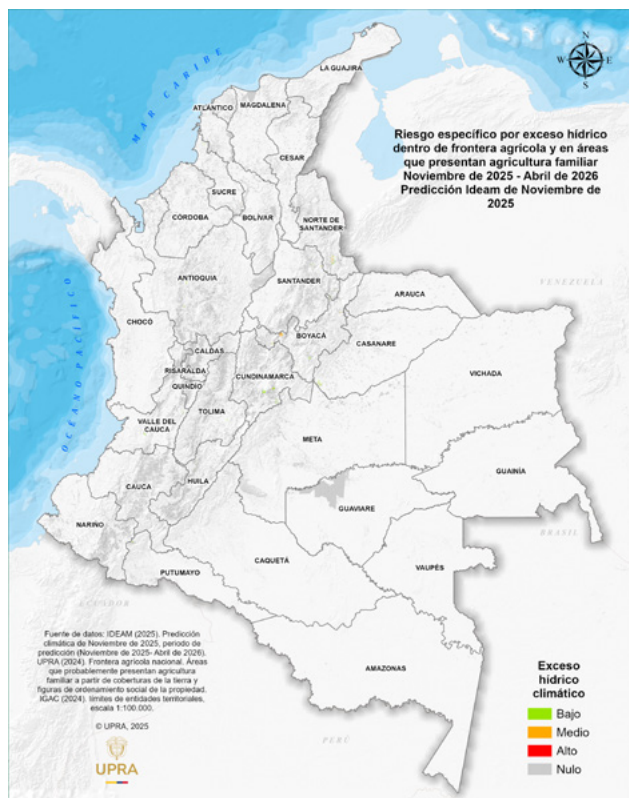 N
W E
S
LA GUAJIRA
MAR CARIBE
ATLÁNTICO
MAGDALENA
Riesgo específico por exceso hídrico
dentro de frontera agrícola y en áreas
que presentan agricultura familiar
Noviembre de 2025 - Abril de 2026
Predicción Ideam de Noviembre de
2025
CESAR
SUCRE
CÓRDOBA
BOLÍVAR
NORTE DE
SANTANDER
ANTIOQUIA
SANTANDER
VENEZUELA
ARAUCA
CHOCÓ
BOYACÁ
CASANARE
OCÉANO PACÍFICO
CALDAS
RISARALDA
CUNDINAMARCA
VICHADA
QUINDÍO
TOLIMA
VALLE DEL
CAUCA
META
GUAINÍA
CAUCA
HUILA
GUAVIARE
NARIÑO
BRASIL
CAQUETÁ
VAUPÉS
PUTUMAYO
ECUADOR
AMAZONAS
PERÚ
Fuente de datos: IDEAM (2025). Predicción
climática de Noviembre de 2025, periodo de
predicción (Noviembre de 2025- Abril de 2026).
UPRA (2024). Frontera agrícola nacional. Áreas
que probablemente presentan agricultura
familiar a partir de coberturas de la tierra y
figuras de ordenamiento social de la propiedad.
IGAC (2024). límites de entidades territoriales,
escala 1:100.000.
© UPRA, 2025
UPRA
Exceso
hídrico
climático
Bajo
Medio
Alto
Nulo